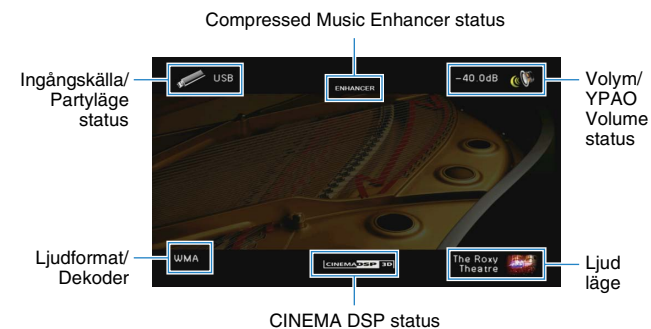 Compressed Music Enhancer status
Ingångskälla/
Partyläge
status
USB
ENHANCER
-40.0dB
Volym/
YPAO
Volume
status
Ljudformat/
Dekoder
WMA
CINEMA DSP 3D
The Roxy
Theatre
Ljud
läge
CINEMA DSP status